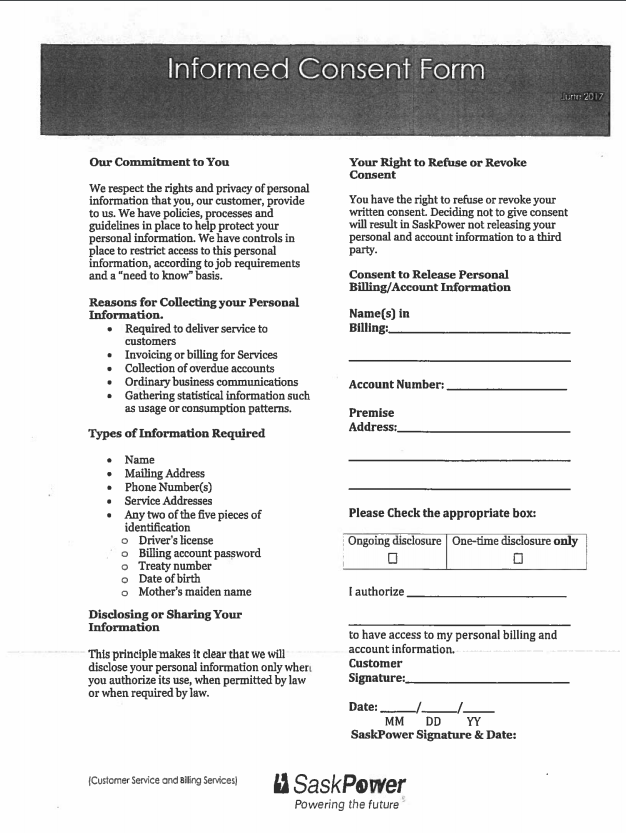 Informed Consent Form
June 2017
Our Commitment to You
We respect the rights and privacy of personal
information that you, our customer, provide
to us. We have policies, processes and
guidelines in place to help protect your
personal information. We have controls in
place to restrict access to this personal
information, according to job requirements
and a “need to know” basis.
Reasons for Collecting your Personal
Information.
• Required to deliver service to
customers
• Invoicing or billing for Services
• Collection of overdue accounts
• Ordinary business communications
• Gathering statistical information such
as usage or consumption patterns.
Types of Information Required
• Name
• Mailing Address
• Phone Number(s)
• Service Addresses
• Any two of the five pieces of
identification
o Driver's license
o Billing account password
o Treaty number
o Date of birth
o Mother's maiden name
Disclosing or Sharing Your
Information
This principle makes it clear that we will
disclose your personal information only when
you authorize its use, when permitted by law
or when required by law.
Your Right to Refuse or Revoke
Consent
You have the right to refuse or revoke your
written consent. Deciding not to give consent
will result in SaskPower not releasing your
personal and account information to a third
party.
Consent to Release Personal
Billing/Account Information
Name(s) in
Billing:
Account Number:
Premise
Address:
Please Check the appropriate box:
Ongoing disclosure ☐
One-time disclosure only ☐
I authorize
to have access to my personal billing and
account information.
Customer
Signature:
Date: ____/____/____
MM DD YY
SaskPower Signature & Date:
(Customer Service and Billing Services)
SaskPower
Powering the future